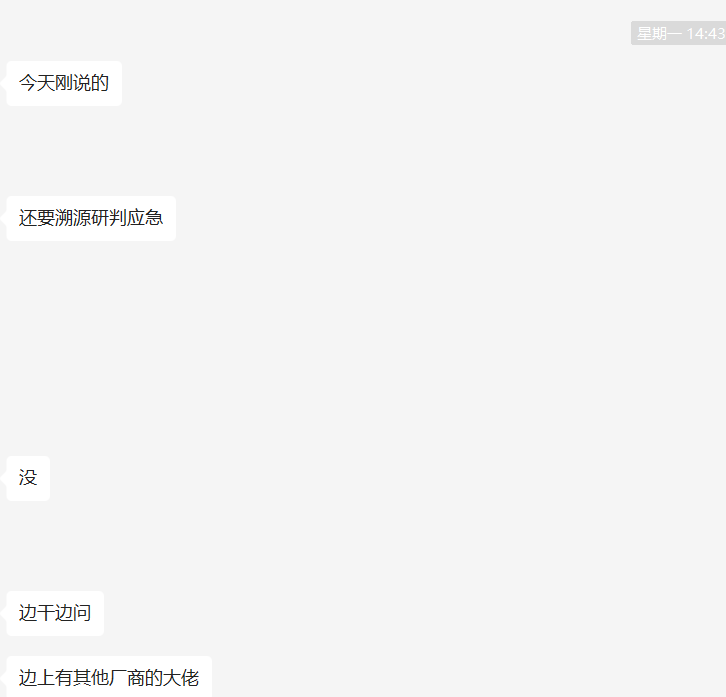 星期一 14:43
今天刚说的
还要溯源研判应急
没
边干边问
边上有其他厂商的大佬